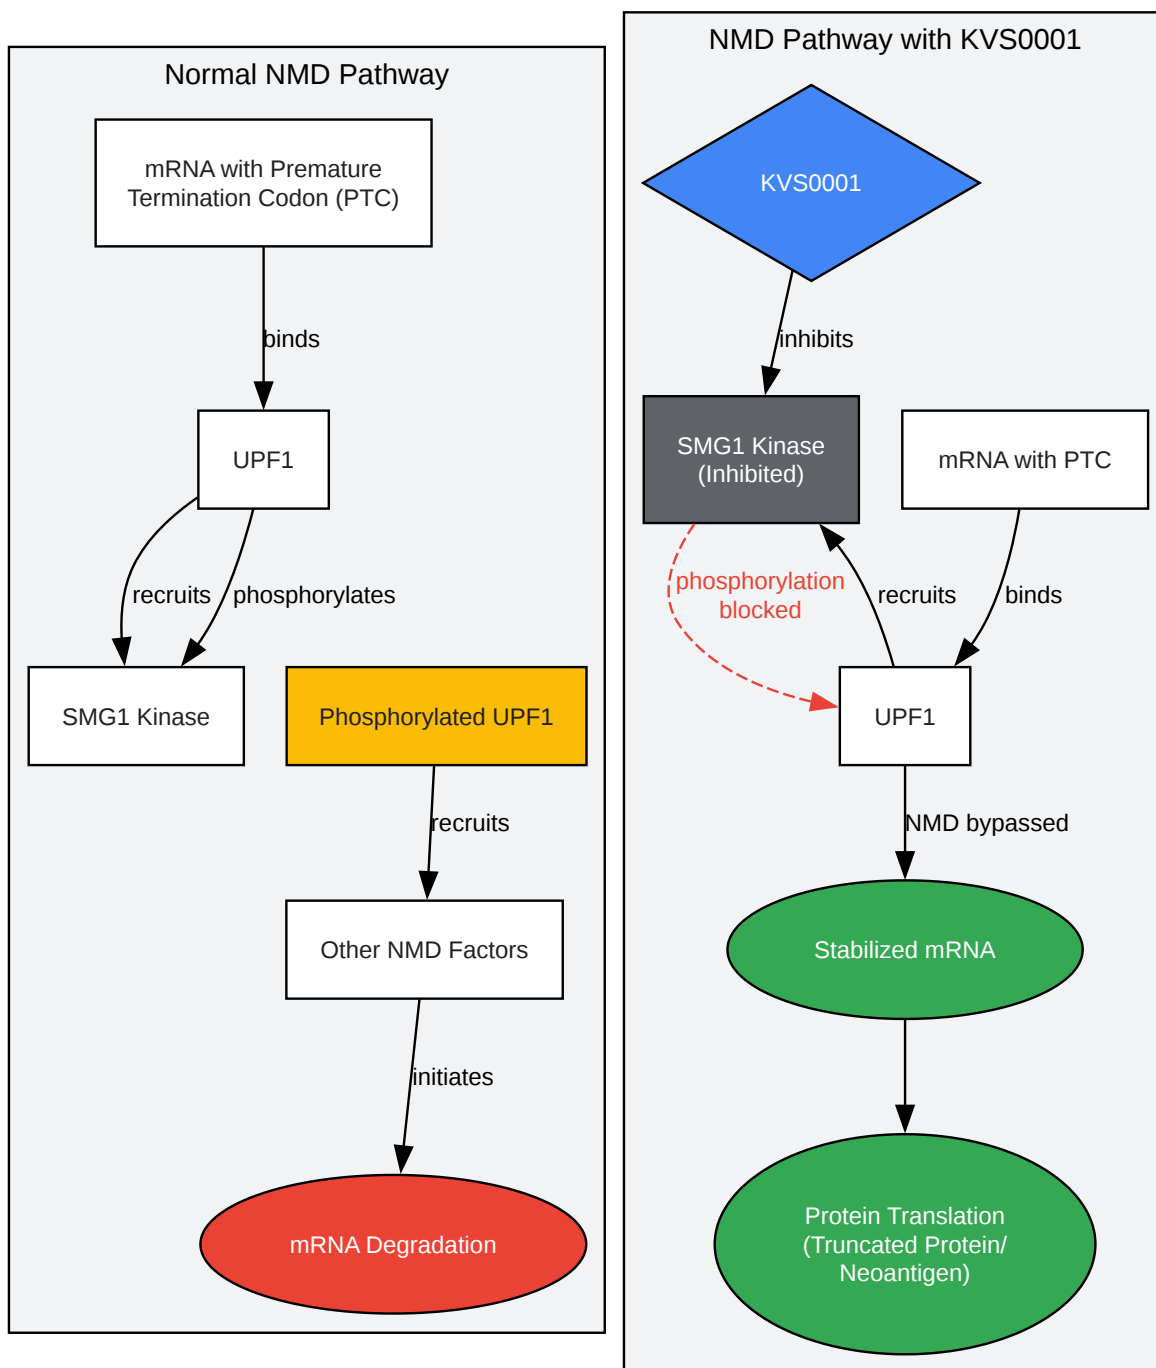 Normal NMD Pathway
mRNA with Premature
Termination Codon (PTC)
binds
UPF1
recruits
phosphorylates
SMG1 Kinase
Phosphorylated UPF1
recruits
Other NMD Factors
initiates
mRNA Degradation
NMD Pathway with KVS0001
KVS0001
inhibits
SMG1 Kinase
(Inhibited)
mRNA with PTC
phosphorylation
blocked
recruits
binds
UPF1
NMD bypassed
Stabilized mRNA
Protein Translation
(Truncated Protein/
Neoantigen)